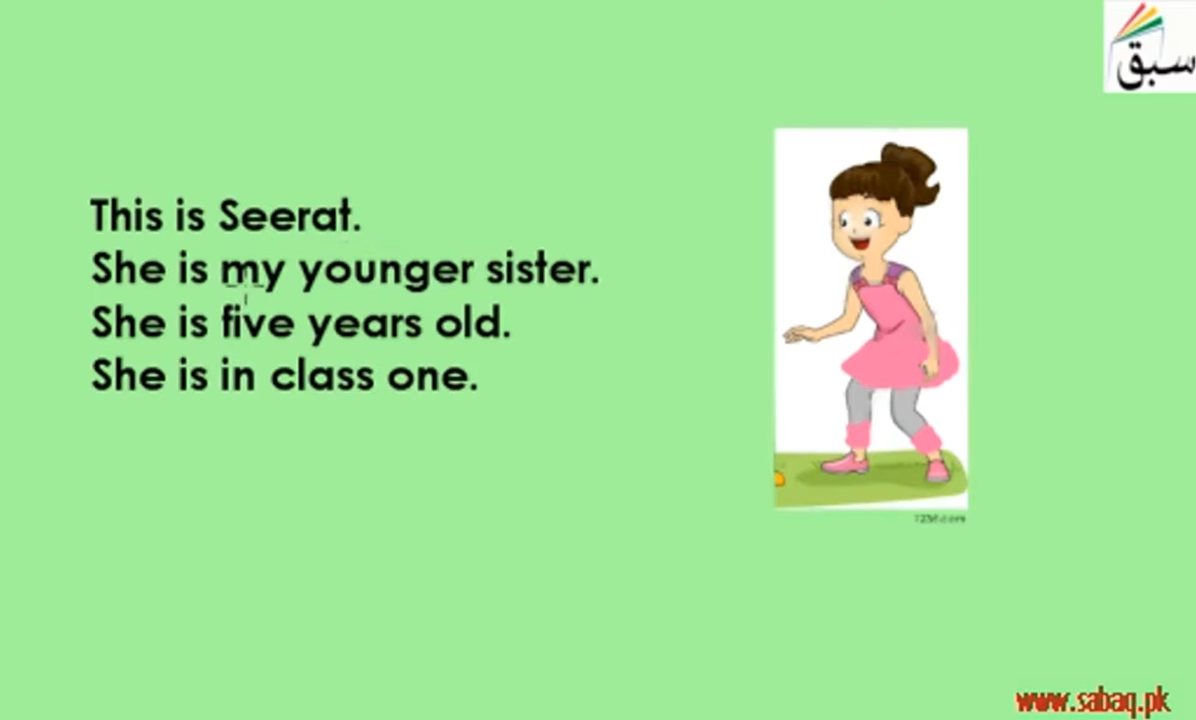 سبق
This is Seerat.
She is my younger sister.
She is five years old.
She is in class one.
www.sabaq.pk